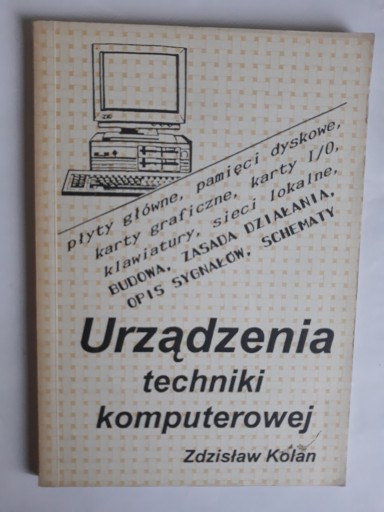 płyty główne, pamięci dyskowe,
karty graficzne, karty I/O,
klawiatury, sieci lokalne,
BUDOWA, ZASADA DZIAŁANIA,
OPIS SYGNAŁÓW, SCHEMATY
Urządzenia
techniki
komputerowej
Zdzisław Kolan